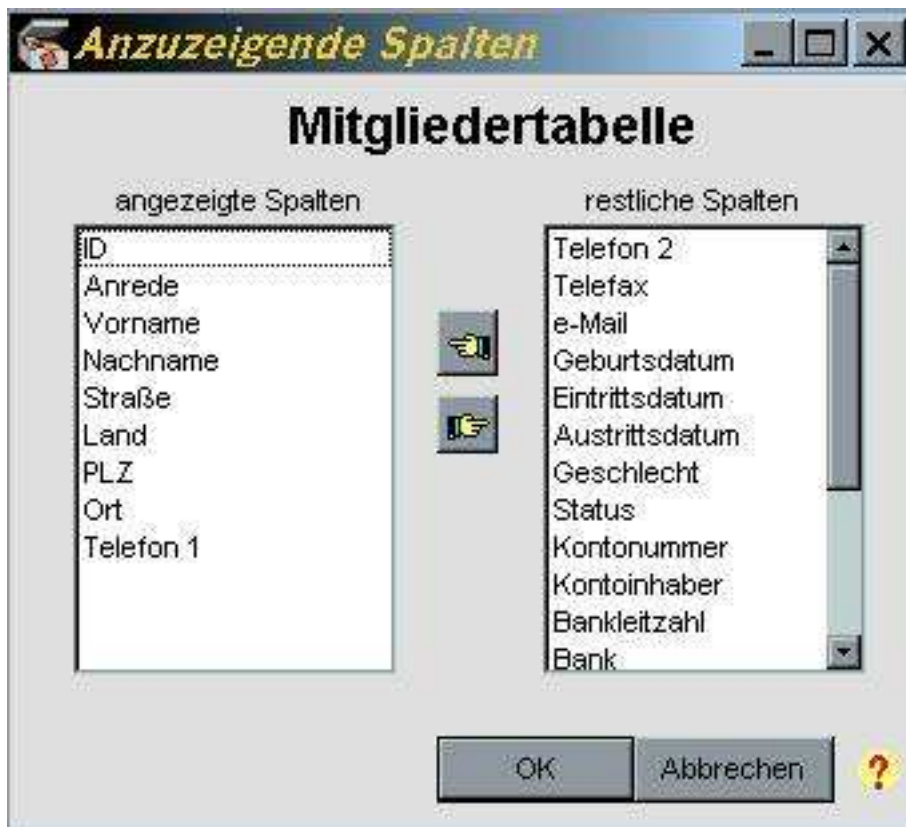 Anzuzeigende Spalten
Mitgliedertabelle
angezeigte Spalten
ID
Anrede
Vorname
Nachname
Straße
Land
PLZ
Ort
Telefon 1
restliche Spalten
Telefon 2
Telefax
e-Mail
Geburtsdatum
Eintrittsdatum
Austrittsdatum
Geschlecht
Status
Kontonummer
Kontoinhaber
Bankleitzahl
Bank
OK
Abbrechen
?